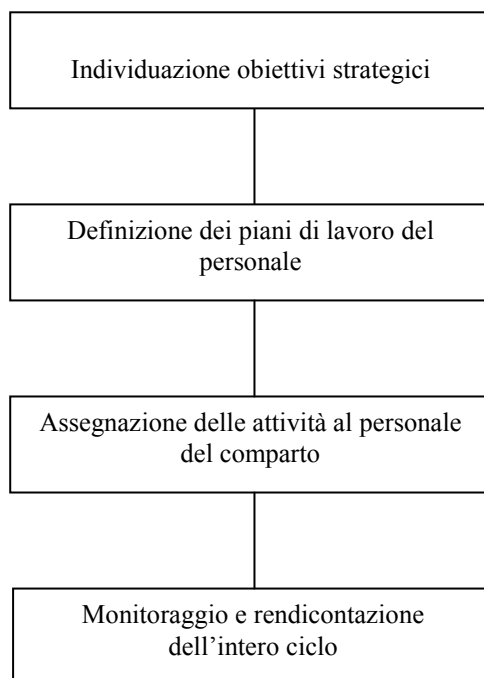 Individuazione obiettivi strategici
Definizione dei piani di lavoro del
personale
Assegnazione delle attività al personale
del comparto
Monitoraggio e rendicontazione
dell’intero ciclo